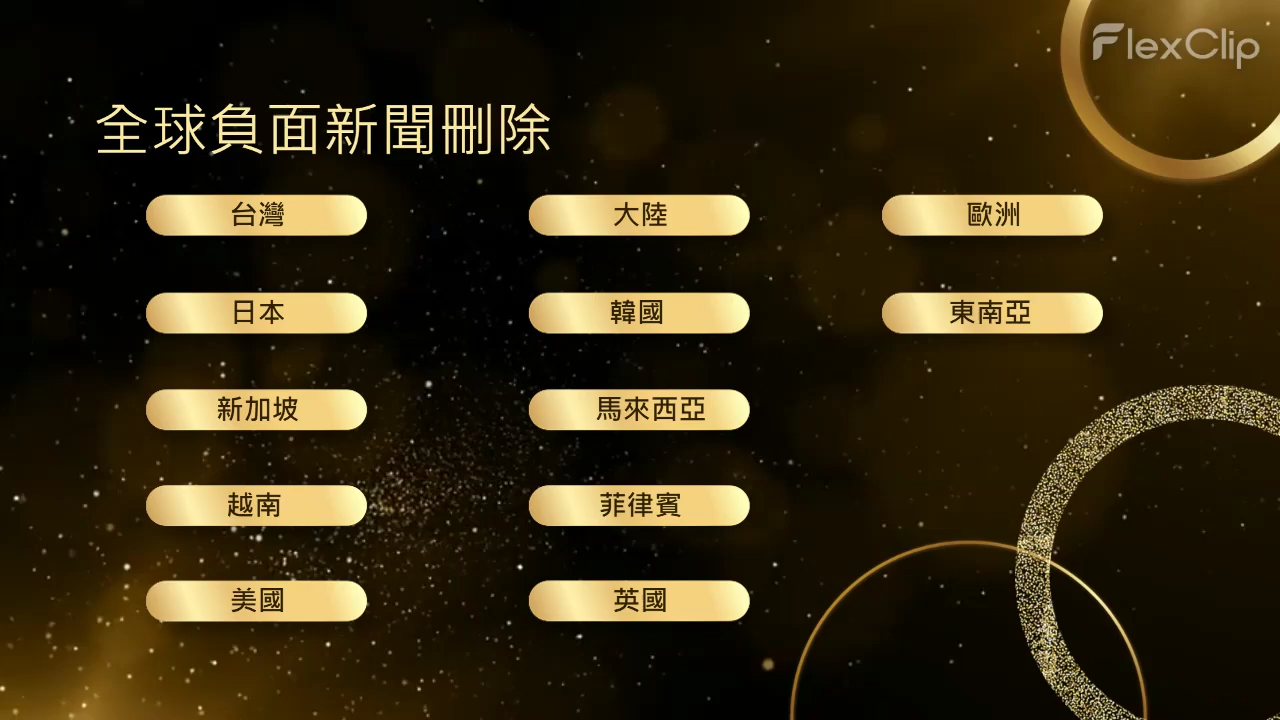 FlexClip
全球負面新聞刪除
台灣
大陸
歐洲
日本
韓國
東南亞
新加坡
馬來西亞
越南
菲律賓
美國
英國